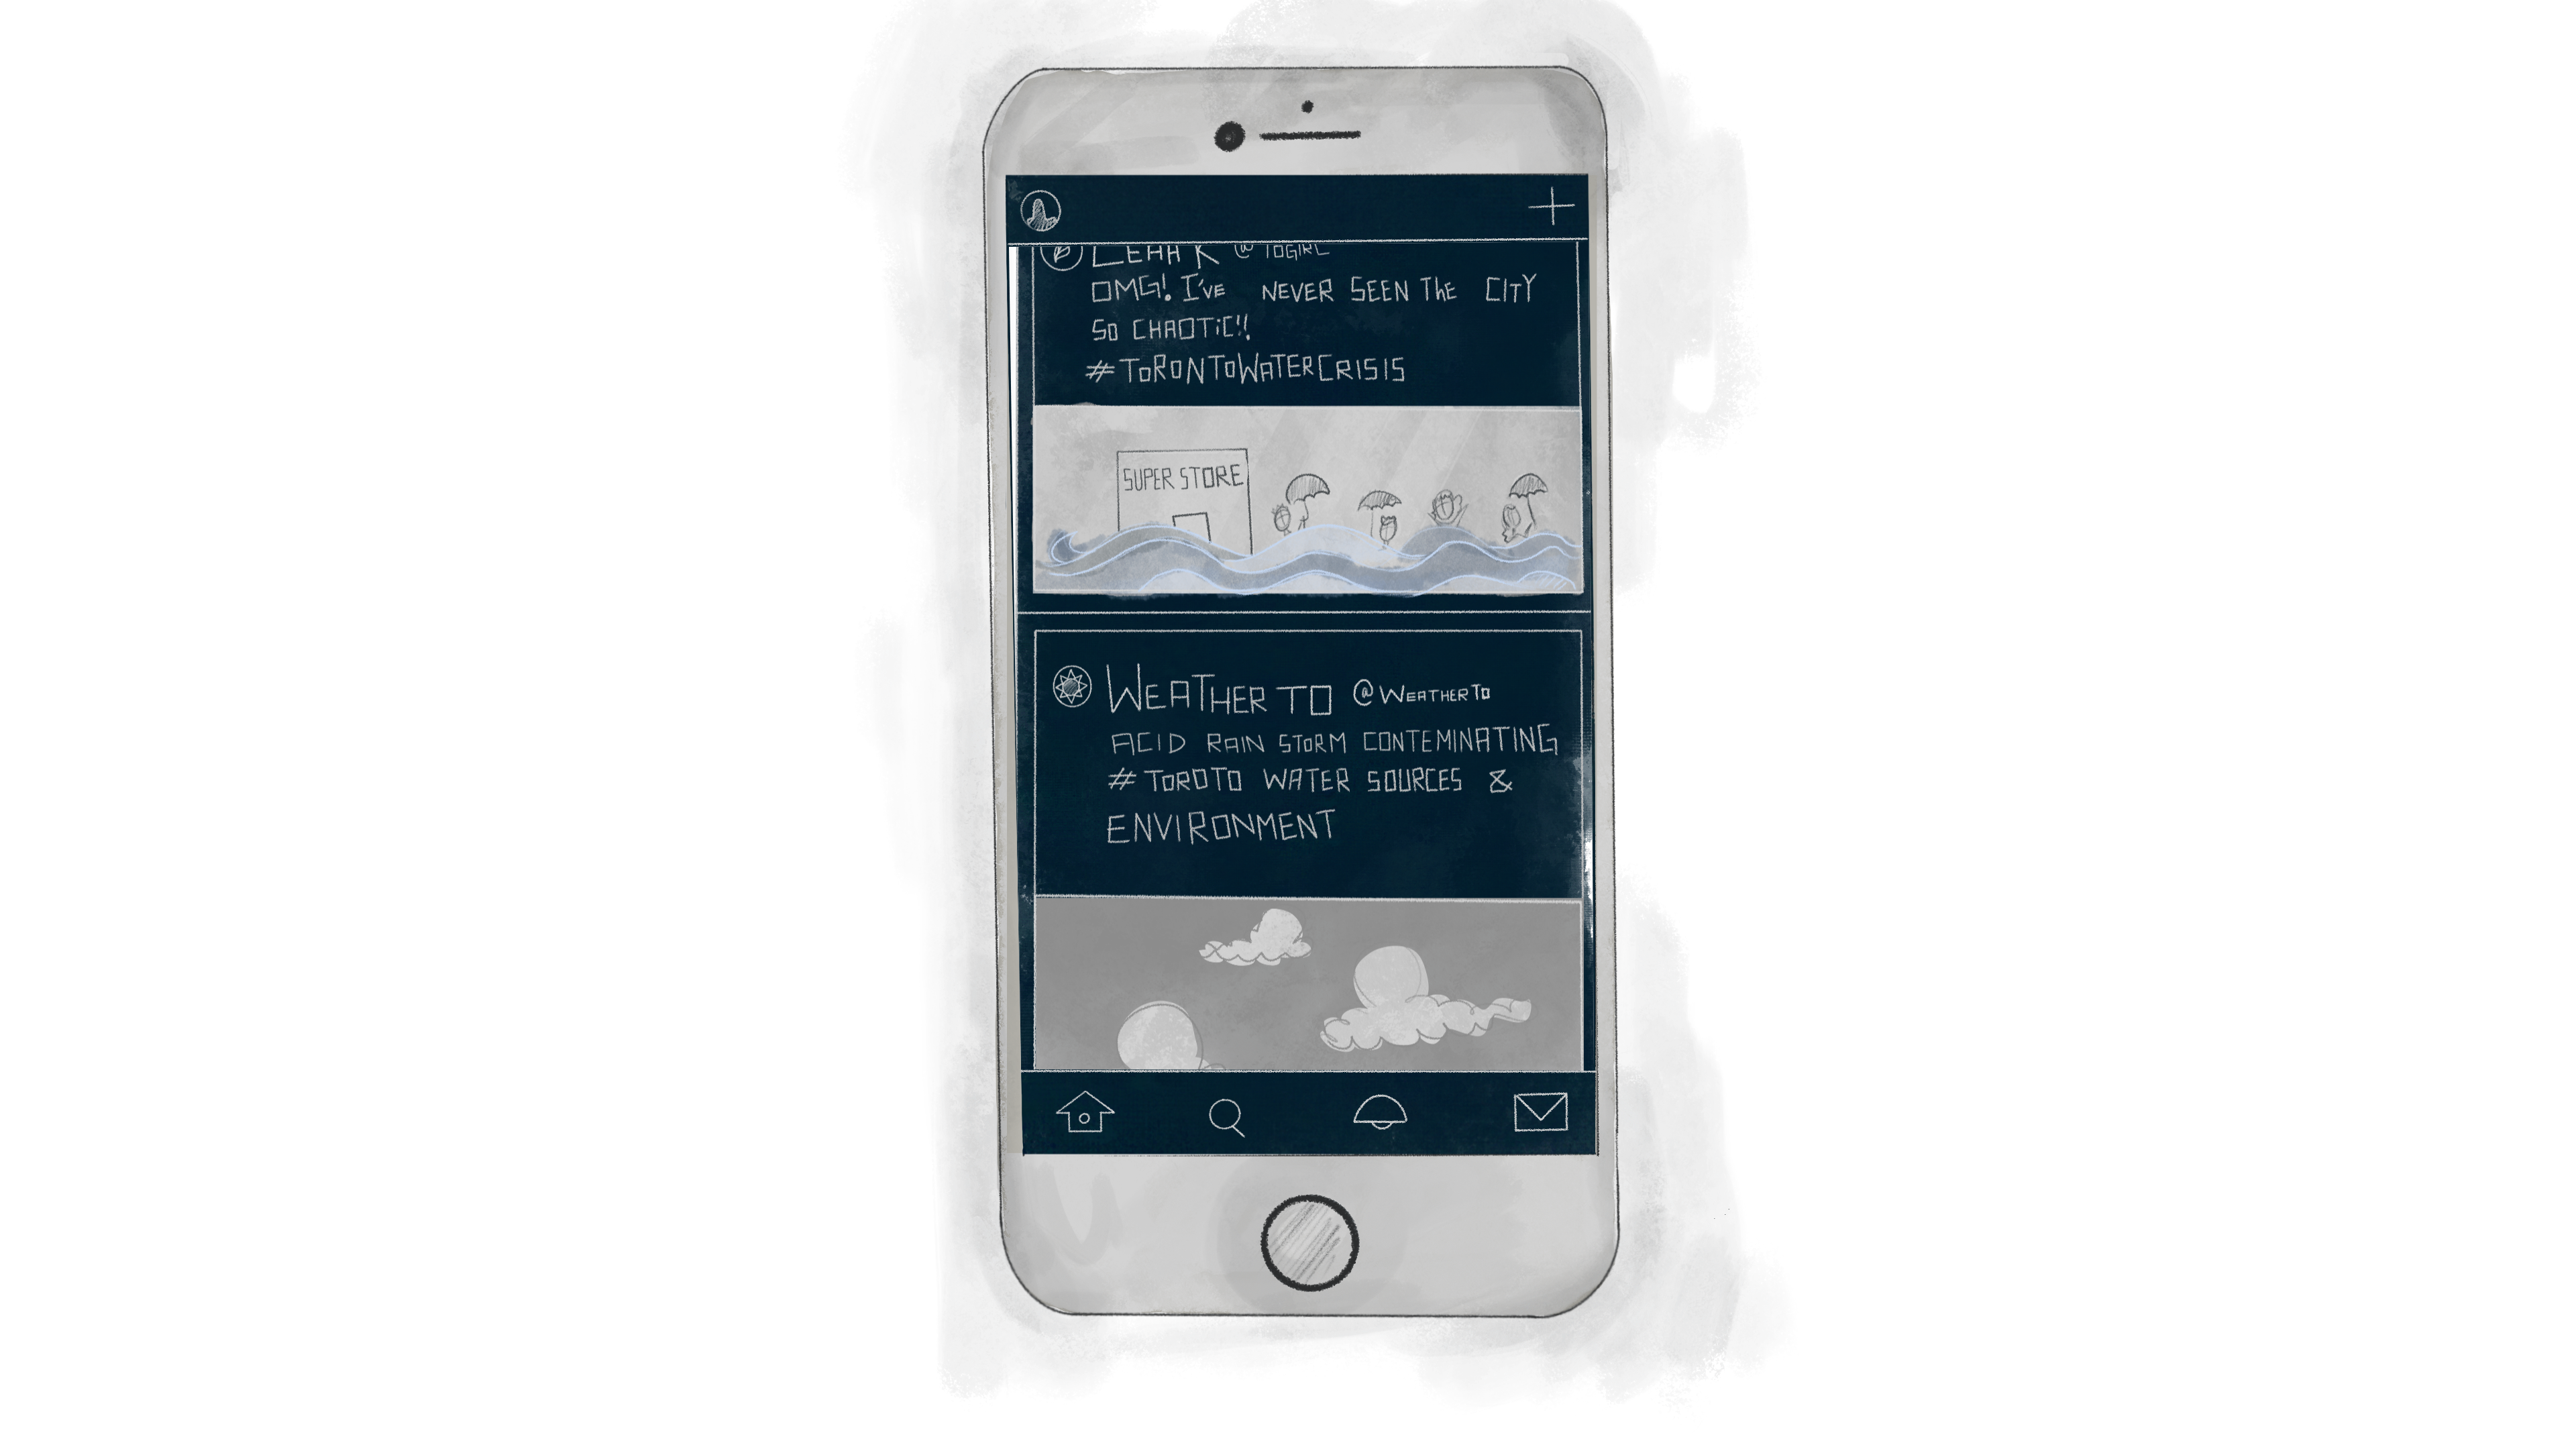 LEAH K @TOGIRL
OMG! I'VE NEVER SEEN THE CITY
SO CHAOTIC!!
#TORONTOWATERCRISIS
SUPER STORE
WEATHER TO @WEATHERTO
ACID RAIN STORM CONTEMINATING
#TOROTO WATER SOURCES &
ENVIRONMENT